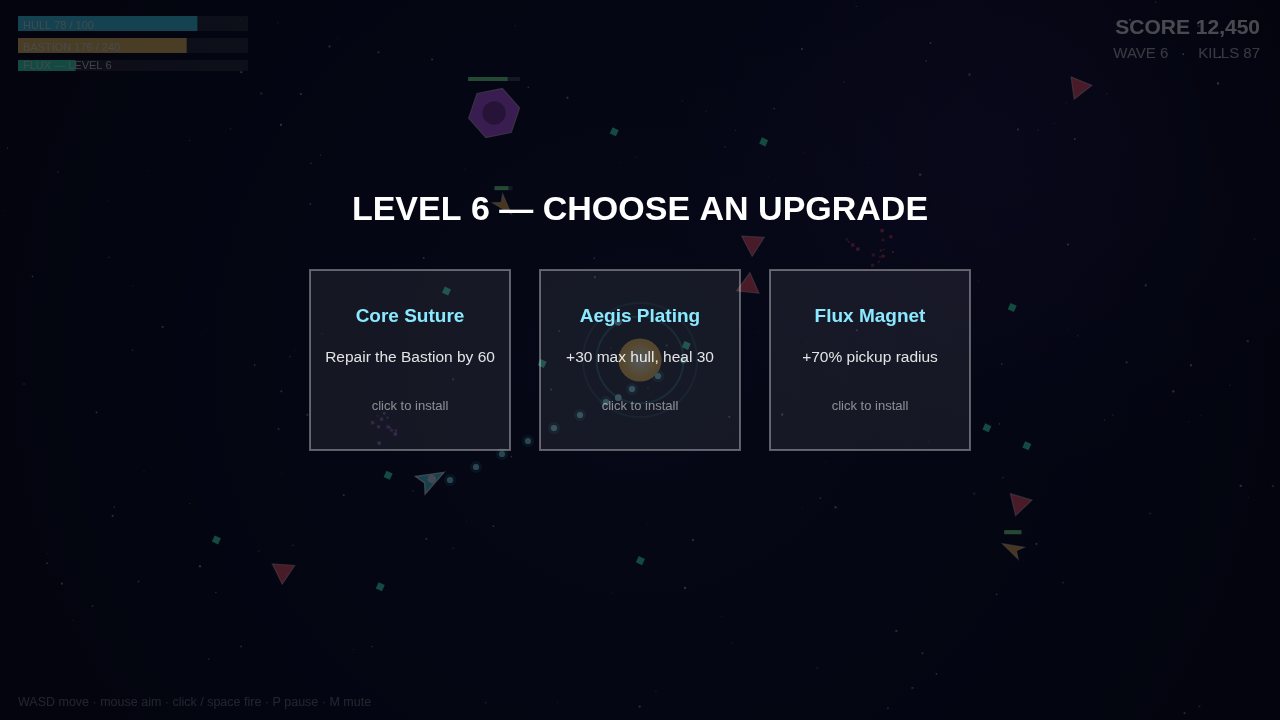 HULL 78 / 100
BASTION 176 / 240
FLUX — LEVEL 6
SCORE 12,450
WAVE 6 · KILLS 87
LEVEL 6 — CHOOSE AN UPGRADE
Core Suture
Repair the Bastion by 60
click to install
Aegis Plating
+30 max hull, heal 30
click to install
Flux Magnet
+70% pickup radius
click to install
WASD move · mouse aim · click / space fire · P pause · M mute